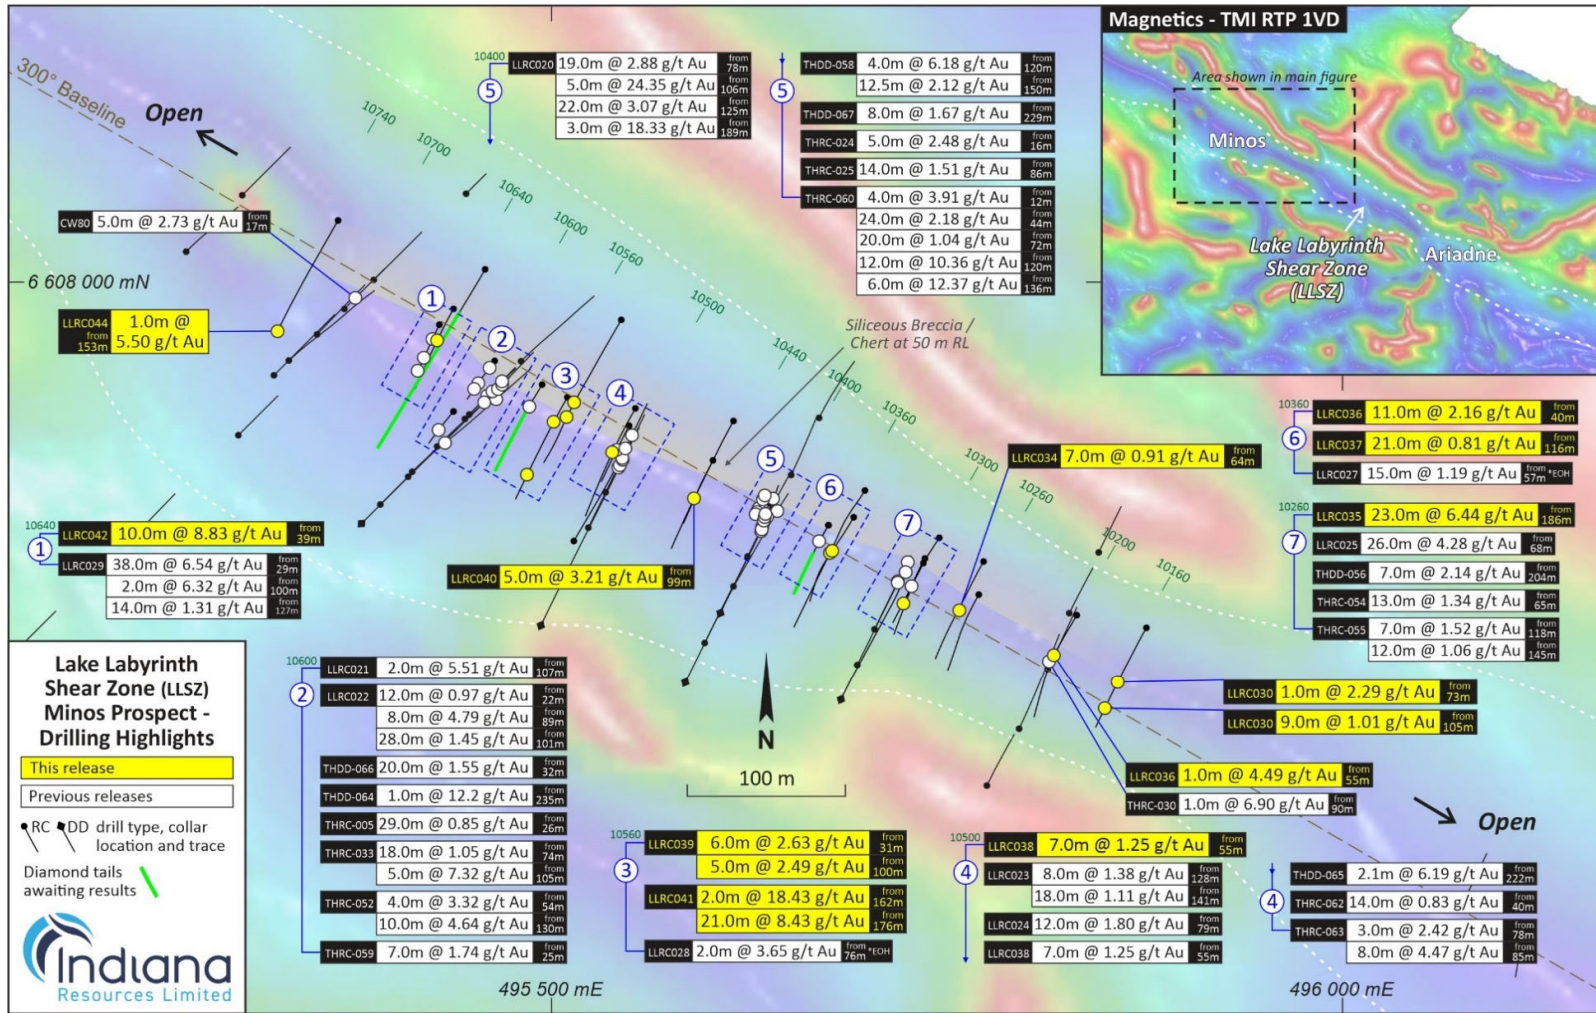 Magnetics - TMI RTP 1VD
Area shown in main figure
Minos
Lake Labyrinth
Shear Zone
(LLSZ)
Ariadne
300° Baseline
Open
10740
10700
10640
10600
10560
10500
10440
10400
10360
10300
10260
10200
10160
6 608 000 mN
Siliceous Breccia /
Chert at 50 m RL
10400
5
LLRC020 19.0m @ 2.88 g/t Au from 78m
5.0m @ 24.35 g/t Au from 106m
22.0m @ 3.07 g/t Au from 125m
3.0m @ 18.33 g/t Au from 189m
5
THDD-058 4.0m @ 6.18 g/t Au from 120m
12.5m @ 2.12 g/t Au from 150m
THDD-067 8.0m @ 1.67 g/t Au from 229m
THRC-024 5.0m @ 2.48 g/t Au from 16m
THRC-025 14.0m @ 1.51 g/t Au from 86m
THRC-060 4.0m @ 3.91 g/t Au from 12m
24.0m @ 2.18 g/t Au from 44m
20.0m @ 1.04 g/t Au from 72m
12.0m @ 10.36 g/t Au from 120m
6.0m @ 12.37 g/t Au from 136m
CW80 5.0m @ 2.73 g/t Au from 17m
LLRC044 from 153m 1.0m @
5.50 g/t Au
1
2
3
4
5
6
7
10360
6
LLRC036 11.0m @ 2.16 g/t Au from 40m
LLRC037 21.0m @ 0.81 g/t Au from 116m
LLRC027 15.0m @ 1.19 g/t Au from 57m *EOH
LLRC034 7.0m @ 0.91 g/t Au from 64m
10260
7
LLRC035 23.0m @ 6.44 g/t Au from 186m
LLRC025 26.0m @ 4.28 g/t Au from 68m
THDD-056 7.0m @ 2.14 g/t Au from 204m
THRC-054 13.0m @ 1.34 g/t Au from 65m
THRC-055 7.0m @ 1.52 g/t Au from 118m
12.0m @ 1.06 g/t Au from 145m
10640
1
LLRC042 10.0m @ 8.83 g/t Au from 39m
LLRC029 38.0m @ 6.54 g/t Au from 29m
2.0m @ 6.32 g/t Au from 100m
14.0m @ 1.31 g/t Au from 127m
LLRC040 5.0m @ 3.21 g/t Au from 99m
LLRC030 1.0m @ 2.29 g/t Au from 73m
LLRC030 9.0m @ 1.01 g/t Au from 105m
LLRC036 1.0m @ 4.49 g/t Au from 55m
THRC-030 1.0m @ 6.90 g/t Au from 90m
Open
N
100 m
Lake Labyrinth
Shear Zone (LLSZ)
Minos Prospect -
Drilling Highlights
This release
Previous releases
RC DD drill type, collar
location and trace
Diamond tails
awaiting results
Indiana
Resources Limited
10600
2
LLRC021 2.0m @ 5.51 g/t Au from 107m
LLRC022 12.0m @ 0.97 g/t Au from 22m
8.0m @ 4.79 g/t Au from 89m
28.0m @ 1.45 g/t Au from 101m
THDD-066 20.0m @ 1.55 g/t Au from 32m
THDD-064 1.0m @ 12.2 g/t Au from 235m
THRC-005 29.0m @ 0.85 g/t Au from 26m
THRC-033 18.0m @ 1.05 g/t Au from 74m
5.0m @ 7.32 g/t Au from 105m
THRC-052 4.0m @ 3.32 g/t Au from 54m
10.0m @ 4.64 g/t Au from 130m
THRC-059 7.0m @ 1.74 g/t Au from 25m
10560
3
LLRC039 6.0m @ 2.63 g/t Au from 31m
5.0m @ 2.49 g/t Au from 100m
LLRC041 2.0m @ 18.43 g/t Au from 162m
21.0m @ 8.43 g/t Au from 176m
LLRC028 2.0m @ 3.65 g/t Au from 76m *EOH
10500
4
LLRC038 7.0m @ 1.25 g/t Au from 55m
LLRC023 8.0m @ 1.38 g/t Au from 128m
18.0m @ 1.11 g/t Au from 141m
LLRC024 12.0m @ 1.80 g/t Au from 79m
LLRC038 7.0m @ 1.25 g/t Au from 55m
4
THDD-065 2.1m @ 6.19 g/t Au from 222m
THRC-062 14.0m @ 0.83 g/t Au from 40m
THRC-063 3.0m @ 2.42 g/t Au from 78m
8.0m @ 4.47 g/t Au from 85m
495 500 mE
496 000 mE